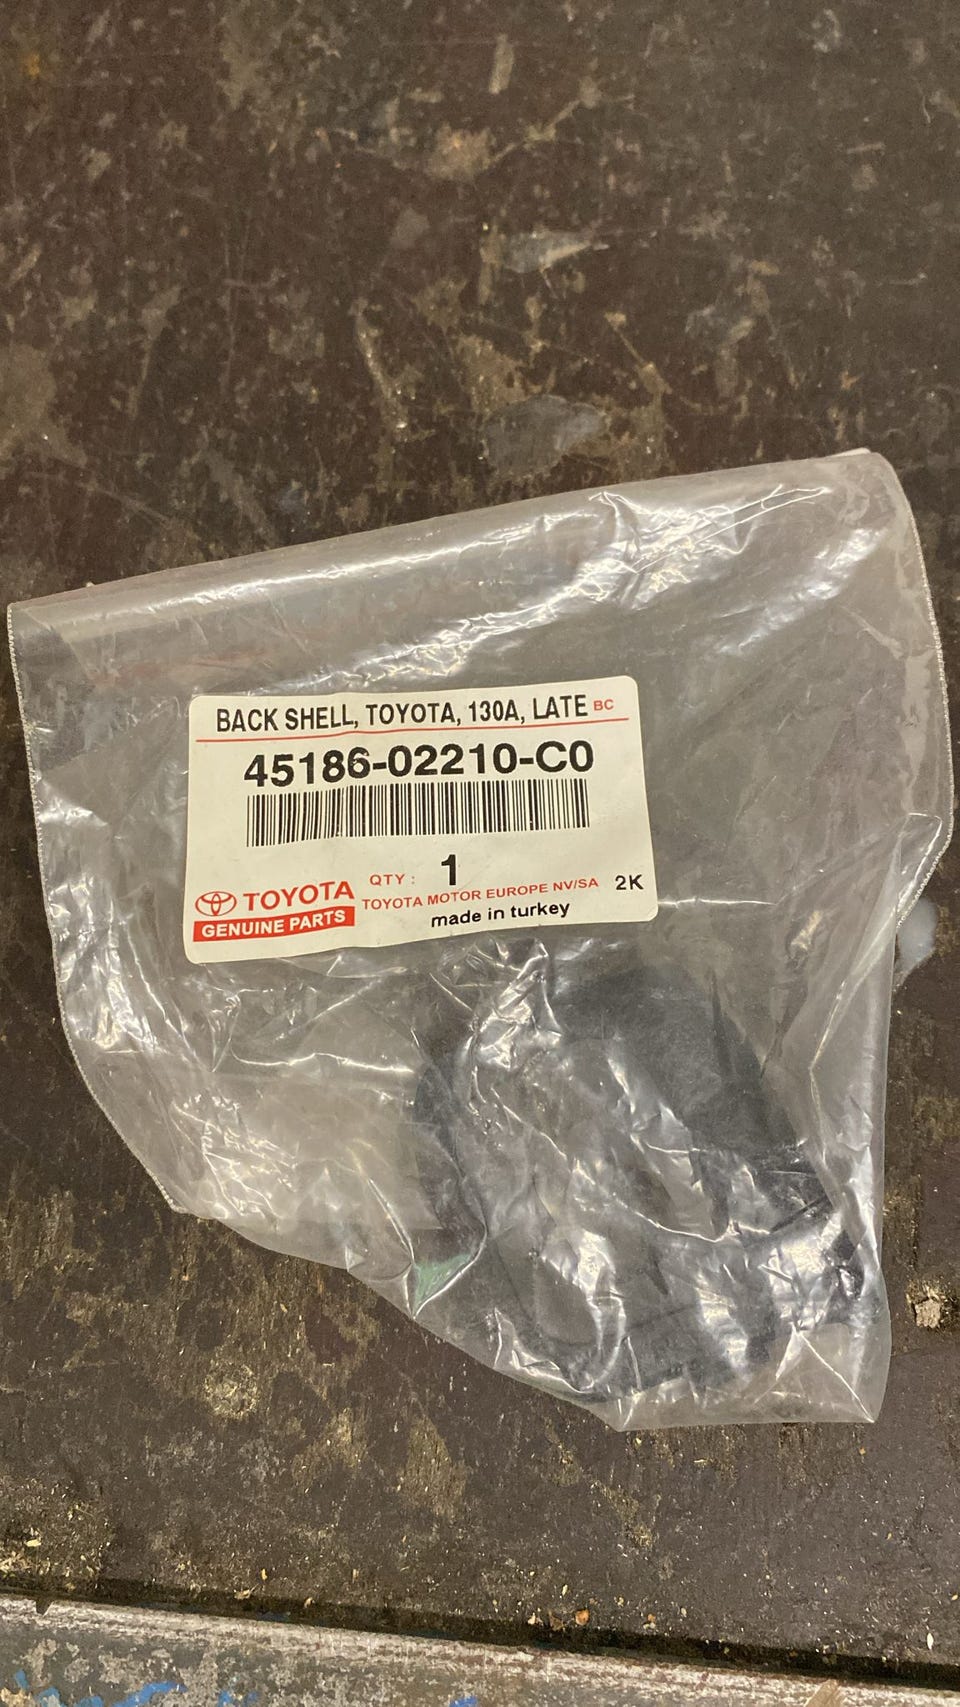 BACK SHELL, TOYOTA, 130A, LATE BC
45186-02210-C0
QTY : 1
TOYOTA
GENUINE PARTS
TOYOTA MOTOR EUROPE NV/SA 2K
made in turkey